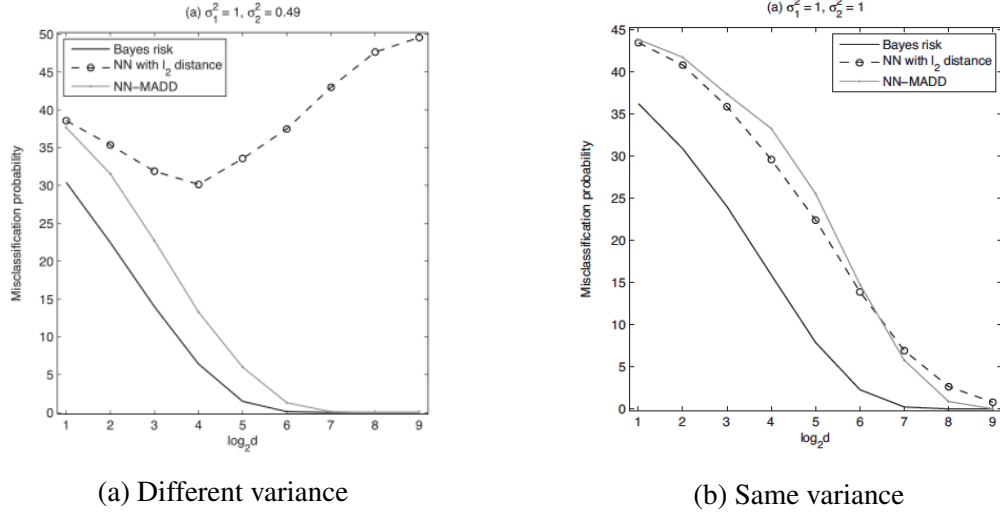 (a) σ₁² = 1, σ₂² = 0.49
50
45
40
35
30
25
20
15
10
5
0
Misclassification probability
Bayes risk
NN with l₂ distance
NN−MADD
1 2 3 4 5 6 7 8 9
log₂d
(a) Different variance
(a) σ₁² = 1, σ₂² = 1
45
40
35
30
25
20
15
10
5
0
Misclassification probability
Bayes risk
NN with l₂ distance
NN−MADD
1 2 3 4 5 6 7 8 9
log₂d
(b) Same variance